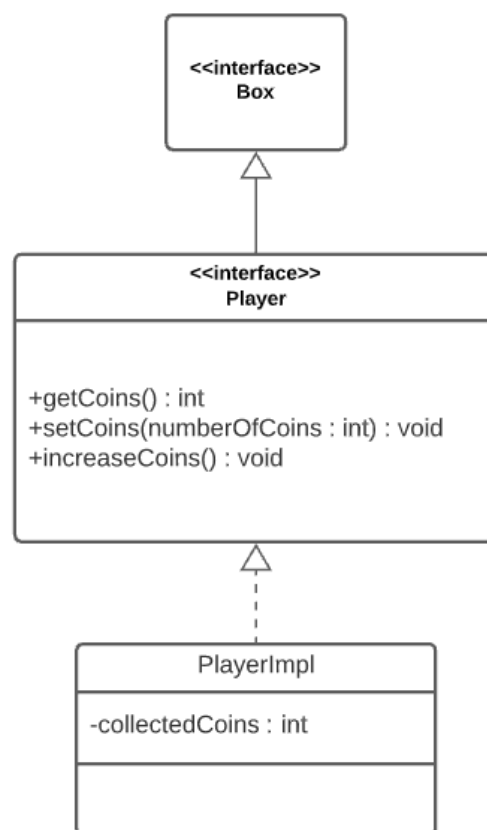 <<interface>>
Box
<<interface>>
Player
+getCoins() : int
+setCoins(numberOfCoins : int) : void
+increaseCoins() : void
PlayerImpl
-collectedCoins : int